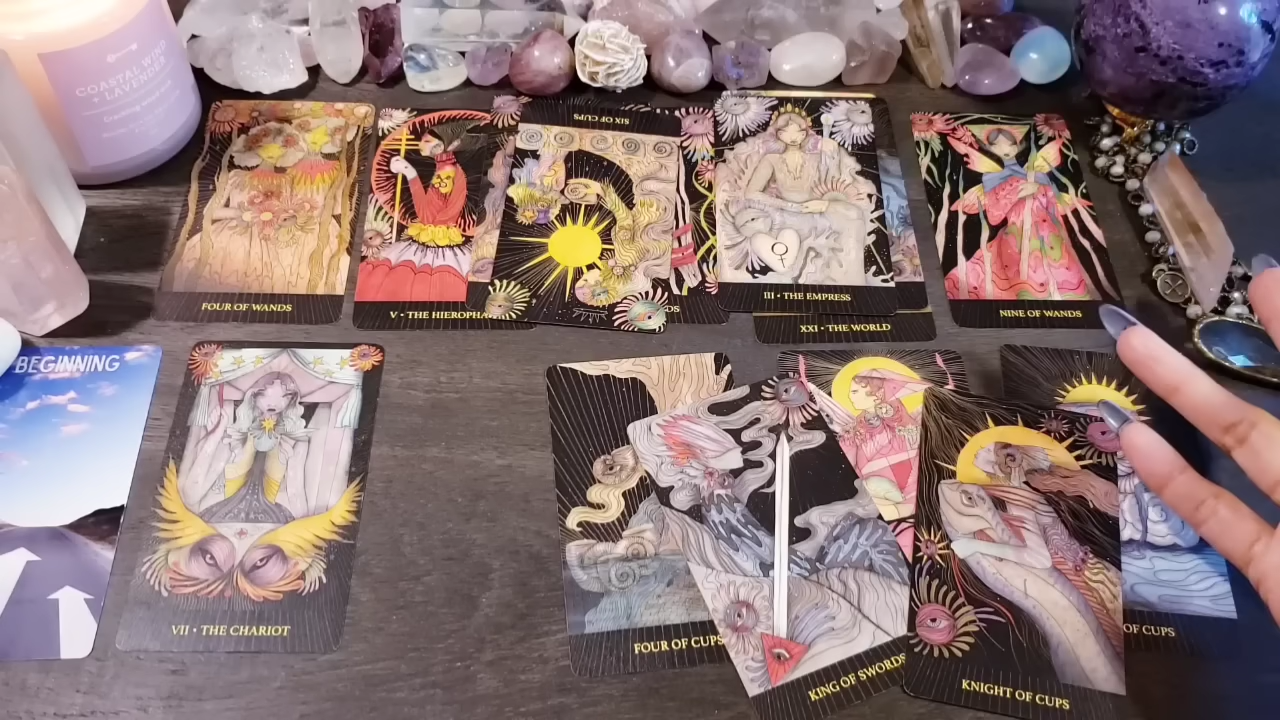 COASTAL WIND
+ LAVENDER
SIX OF CUPS
FOUR OF WANDS
V • THE HIEROPHA
DS
III • THE EMPRESS
XXI • THE WORLD
NINE OF WANDS
BEGINNING
VII • THE CHARIOT
FOUR OF CUPS
KING OF SWORDS
KNIGHT OF CUPS
OF CUPS